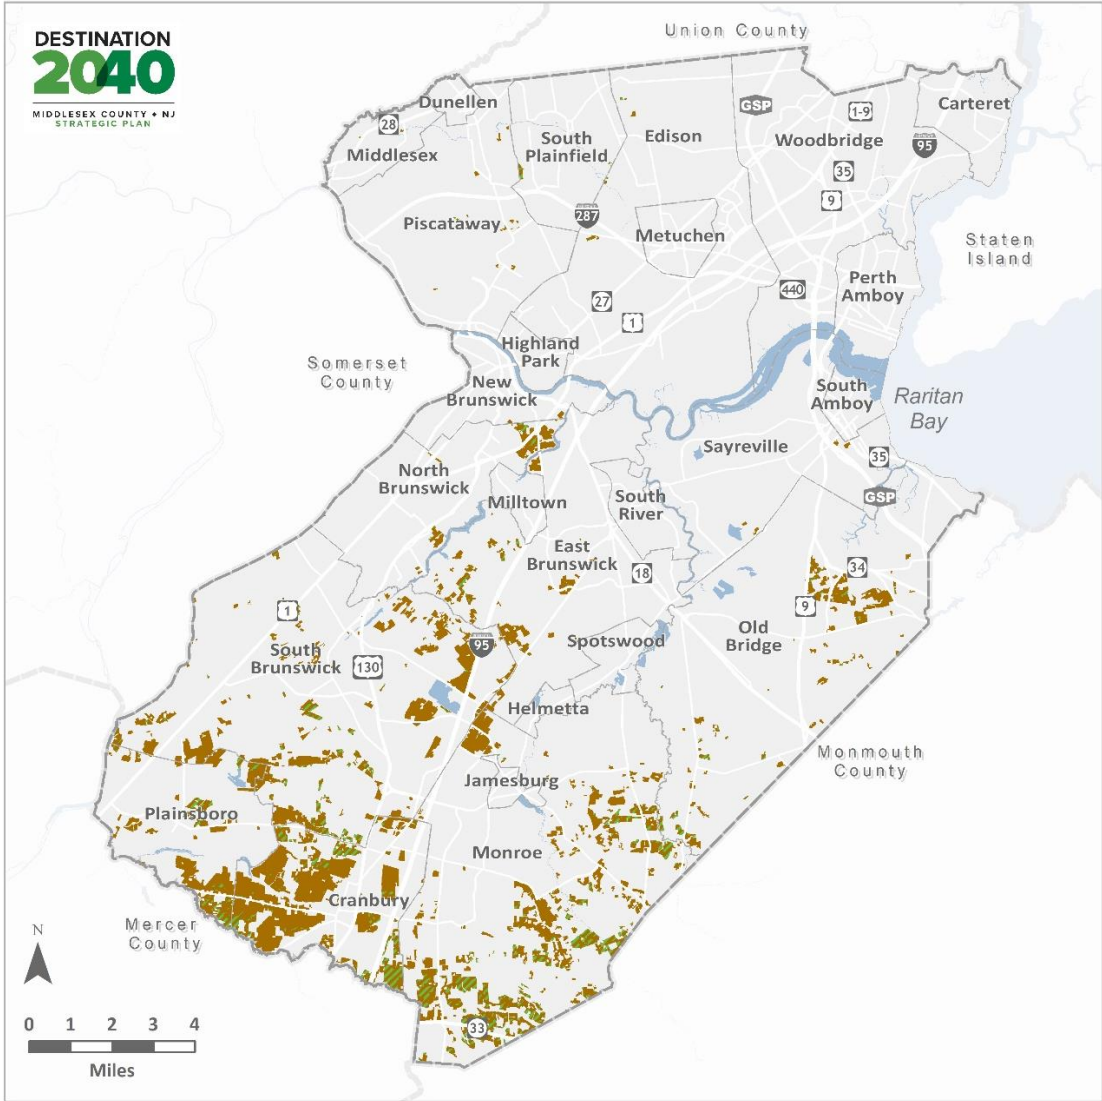 DESTINATION
2040
MIDDLESEX COUNTY • NJ
STRATEGIC PLAN
Union County
Dunellen
28
Middlesex
South
Plainfield
Edison
GSP
1-9
Woodbridge
Carteret
95
35
9
Piscataway
287
Metuchen
Staten
Island
440
Perth
Amboy
27
1
Highland
Park
Somerset
County
New
Brunswick
South
Amboy
Raritan
Bay
Sayreville
35
GSP
North
Brunswick
Milltown
South
River
East
Brunswick
18
34
9
1
South
Brunswick
130
95
Spotswood
Old
Bridge
Helmetta
Monmouth
County
Jamesburg
Plainsboro
Monroe
Cranbury
Mercer
County
N
33
0 1 2 3 4
Miles